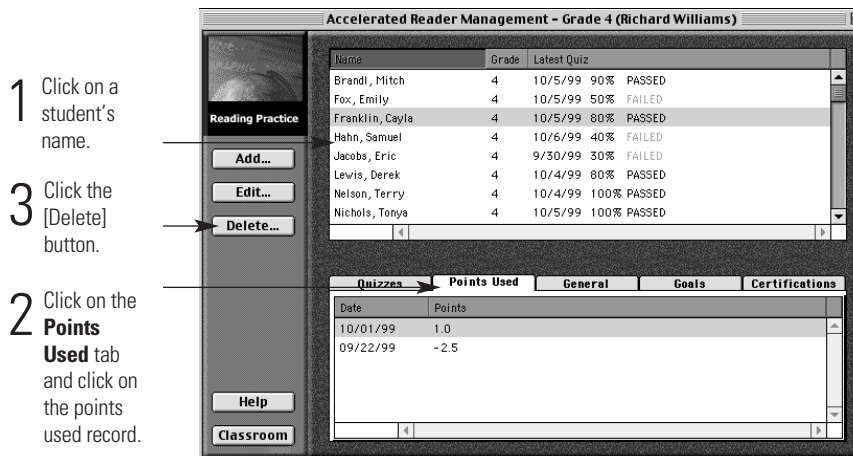 1 Click on a
student's
name.
3 Click the
[Delete]
button.
2 Click on the
Points
Used tab
and click on
the points
used record.
Accelerated Reader Management - Grade 4 (Richard Williams)
Reading Practice
Add...
Edit...
Delete...
Help
Classroom
Name Grade Latest Quiz
Brandl, Mitch 4 10/5/99 90% PASSED
Fox, Emily 4 10/5/99 50% FAILED
Franklin, Cayla 4 10/5/99 80% PASSED
Hahn, Samuel 4 10/6/99 40% FAILED
Jacobs, Eric 4 9/30/99 30% FAILED
Lewis, Derek 4 10/4/99 80% PASSED
Nelson, Terry 4 10/4/99 100% PASSED
Nichols, Tonya 4 10/5/99 100% PASSED
Quizzes Points Used General Goals Certifications
Date Points
10/01/99 1.0
09/22/99 -2.5